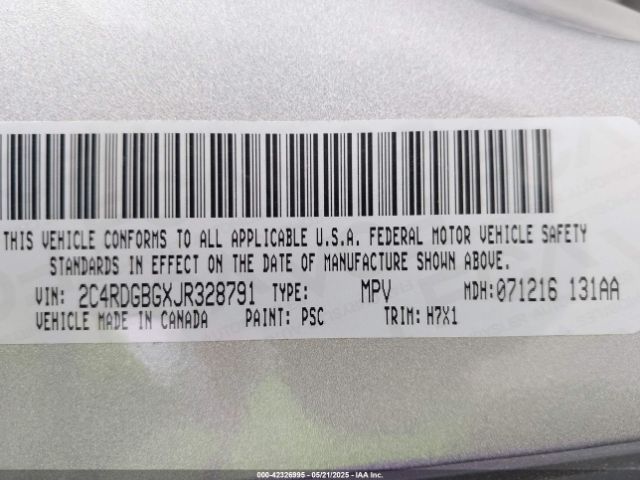 THIS VEHICLE CONFORMS TO ALL APPLICABLE U.S.A. FEDERAL MOTOR VEHICLE SAFETY
STANDARDS IN EFFECT ON THE DATE OF MANUFACTURE SHOWN ABOVE.
VIN: 2C4RDGBGXJR328791 TYPE: MPV MDH:071216 131AA
VEHICLE MADE IN CANADA PAINT: PSC TRIM: H7X1
000-42326995 - 05/21/2025 - IAAI.COM